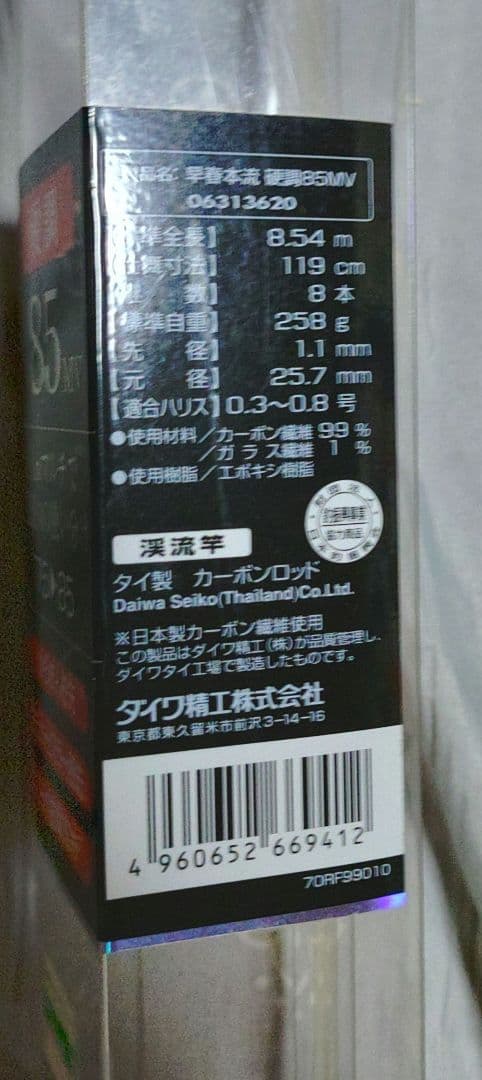 品名: 早春本流 硬調85MV
06313620
準全長】 8.54 m
仕舞寸法】 119 cm
数】 8 本
標準自重】 258 g
【先 径】 1.1 mm
【元 径】 25.7 mm
【適合ハリス】0.3〜0.8 号
●使用材料/カーボン繊維 99 %
/ガラス繊維 1 %
●使用樹脂/エポキシ樹脂
渓流竿
タイ製 カーボンロッド
Daiwa Seiko(Thailand)Co.Ltd.
※日本製カーボン繊維使用
この製品はダイワ精工(株)が品質管理し、
ダイワタイ工場で製造したものです。
ダイワ精工株式会社
東京都東久留米市前沢3-14-16
4 960652 669412
70RF99010
85MV